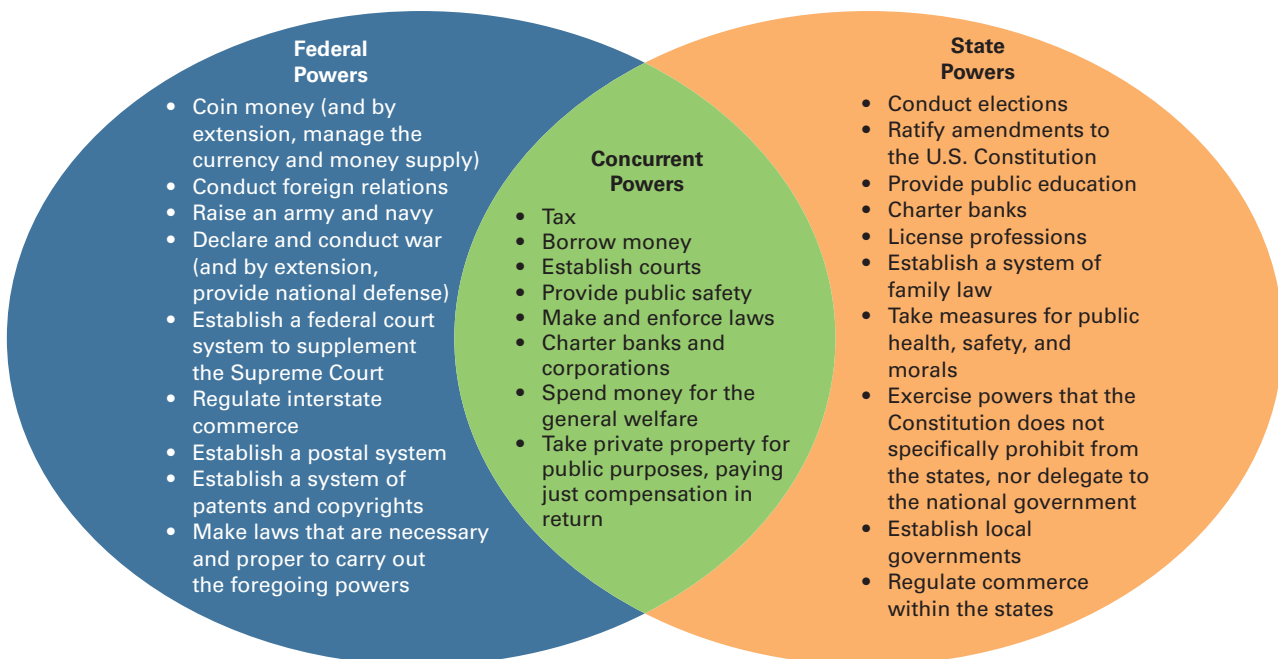 Federal
Powers
• Coin money (and by
extension, manage the
currency and money supply)
• Conduct foreign relations
• Raise an army and navy
• Declare and conduct war
(and by extension,
provide national defense)
• Establish a federal court
system to supplement
the Supreme Court
• Regulate interstate
commerce
• Establish a postal system
• Establish a system of
patents and copyrights
• Make laws that are necessary
and proper to carry out
the foregoing powers
Concurrent
Powers
• Tax
• Borrow money
• Establish courts
• Provide public safety
• Make and enforce laws
• Charter banks and
corporations
• Spend money for the
general welfare
• Take private property for
public purposes, paying
just compensation in
return
State
Powers
• Conduct elections
• Ratify amendments to
the U.S. Constitution
• Provide public education
• Charter banks
• License professions
• Establish a system of
family law
• Take measures for public
health, safety, and
morals
• Exercise powers that the
Constitution does not
specifically prohibit from
the states, nor delegate to
the national government
• Establish local
governments
• Regulate commerce
within the states